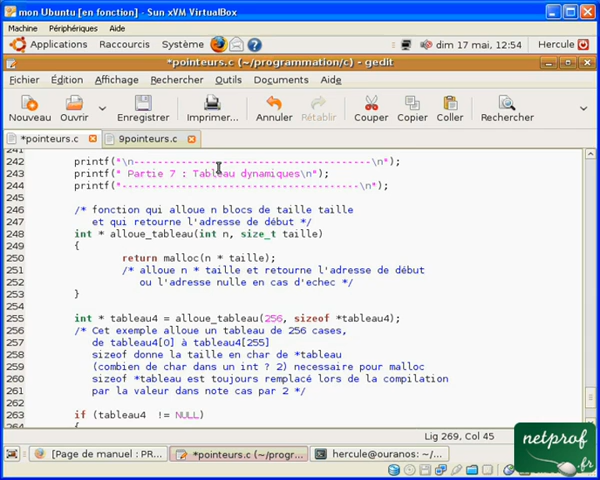 mon Ubuntu [en fonction] - Sun xVM VirtualBox
Machine Périphériques Aide
Applications Raccourcis Système dim 17 mai, 12:54 Hercule
*pointeurs.c (~/programmation/c) - gedit
Fichier Édition Affichage Rechercher Outils Documents Aide
Nouveau Ouvrir Enregistrer Imprimer... Annuler Rétablir Couper Copier Coller Rechercher
*pointeurs.c 9pointeurs.c
241
242 printf("\n----------------------------------------\n");
243 printf(" Partie 7 : Tableau dynamiques\n");
244 printf("----------------------------------------\n");
245
246 /* fonction qui alloue n blocs de taille taille
247 et qui retourne l'adresse de début */
248 int * alloue_tableau(int n, size_t taille)
249 {
250 return malloc(n * taille);
251 /* alloue n * taille et retourne l'adresse de début
252 ou l'adresse nulle en cas d'echec */
253 }
254
255 int * tableau4 = alloue_tableau(256, sizeof *tableau4);
256 /* Cet exemple alloue un tableau de 256 cases,
257 de tableau4[0] à tableau4[255]
258 sizeof donne la taille en char de *tableau
259 (combien de char dans un int ? 2) necessaire pour malloc
260 sizeof *tableau est toujours remplacé lors de la compilation
261 par la valeur dans note cas par 2 */
262
263 if (tableau4 != NULL)
264 {
Lig 269, Col 45
[Page de manuel : PR... *pointeurs.c (~/progr... hercule@ouranos: ~/...
netprof
.fr